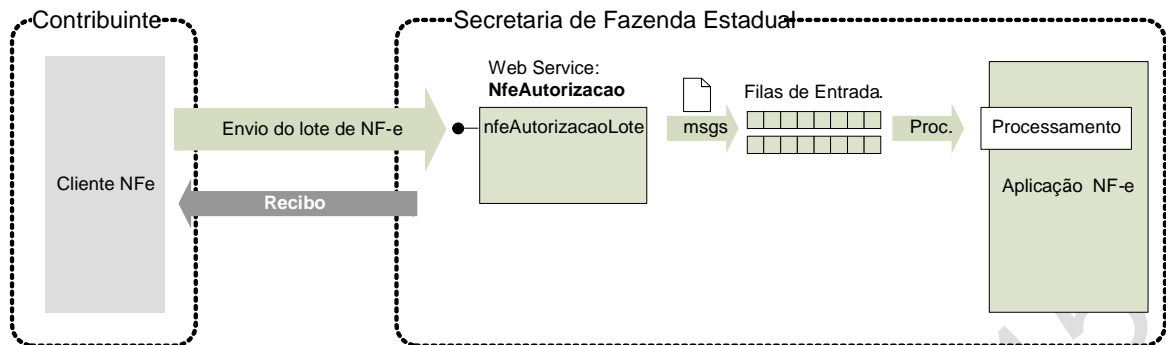 Contribuinte
Secretaria de Fazenda Estadual
Web Service:
NfeAutorizacao
Filas de Entrada.
Envio do lote de NF-e
nfeAutorizacaoLote
msgs
Proc.
Processamento
Cliente NFe
Recibo
Aplicação NF-e